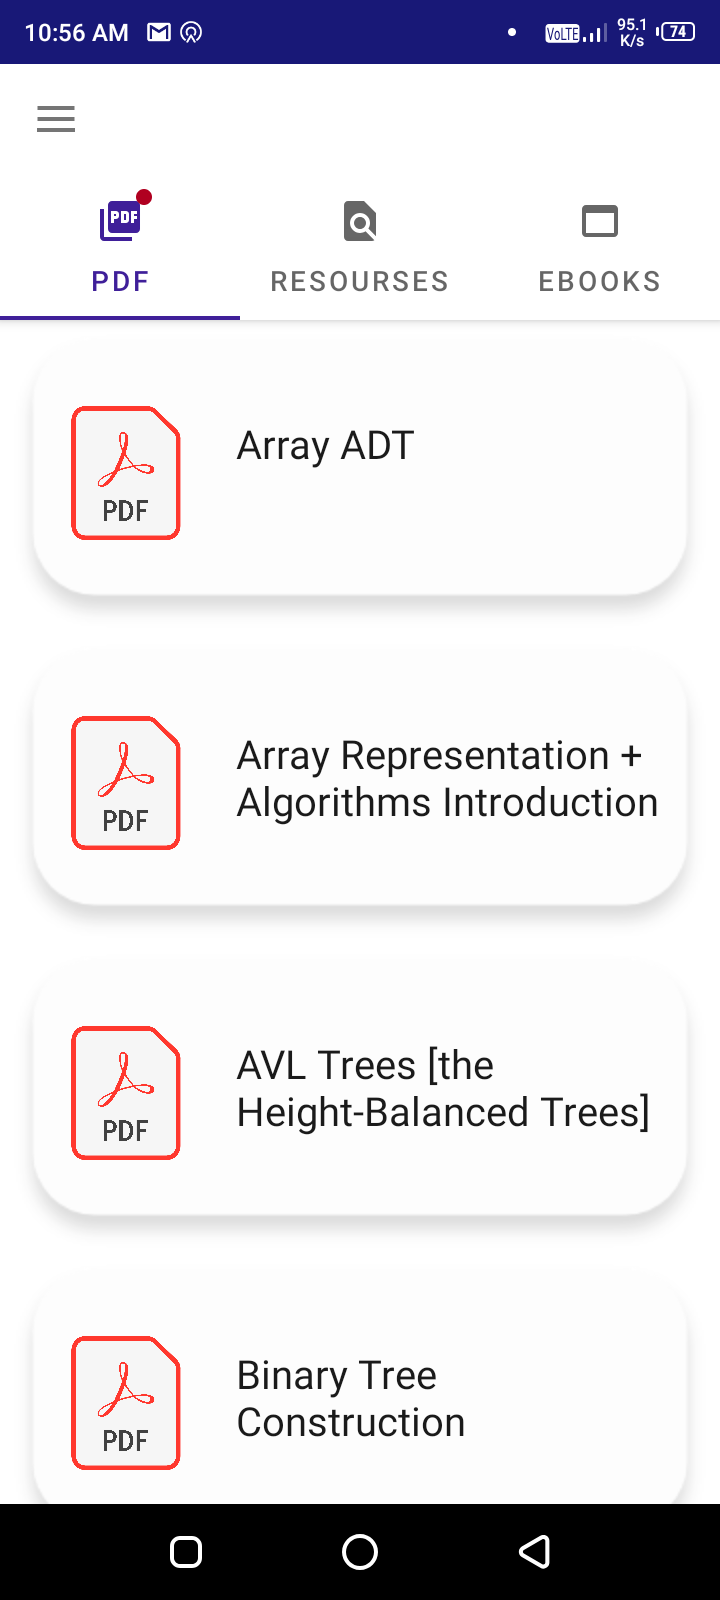 10:56 AM
VoLTE
95.1
K/s
74
PDF
PDF
RESOURSES
EBOOKS
PDF
Array ADT
PDF
Array Representation +
Algorithms Introduction
PDF
AVL Trees [the
Height-Balanced Trees]
PDF
Binary Tree
Construction